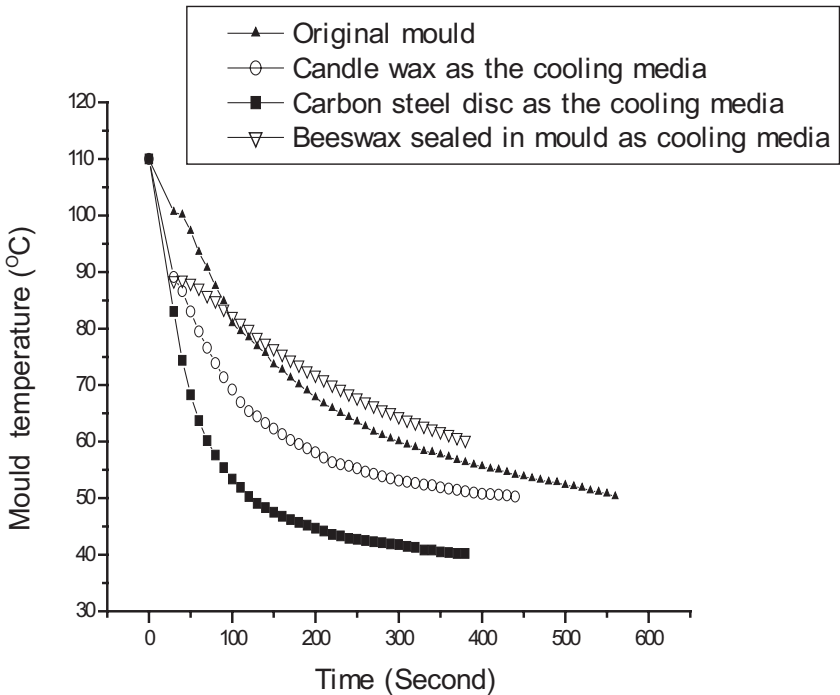 Original mould
Candle wax as the cooling media
Carbon steel disc as the cooling media
Beeswax sealed in mould as cooling media
120
110
100
90
80
70
60
50
40
30
0 100 200 300 400 500 600
Mould temperature (°C)
Time (Second)